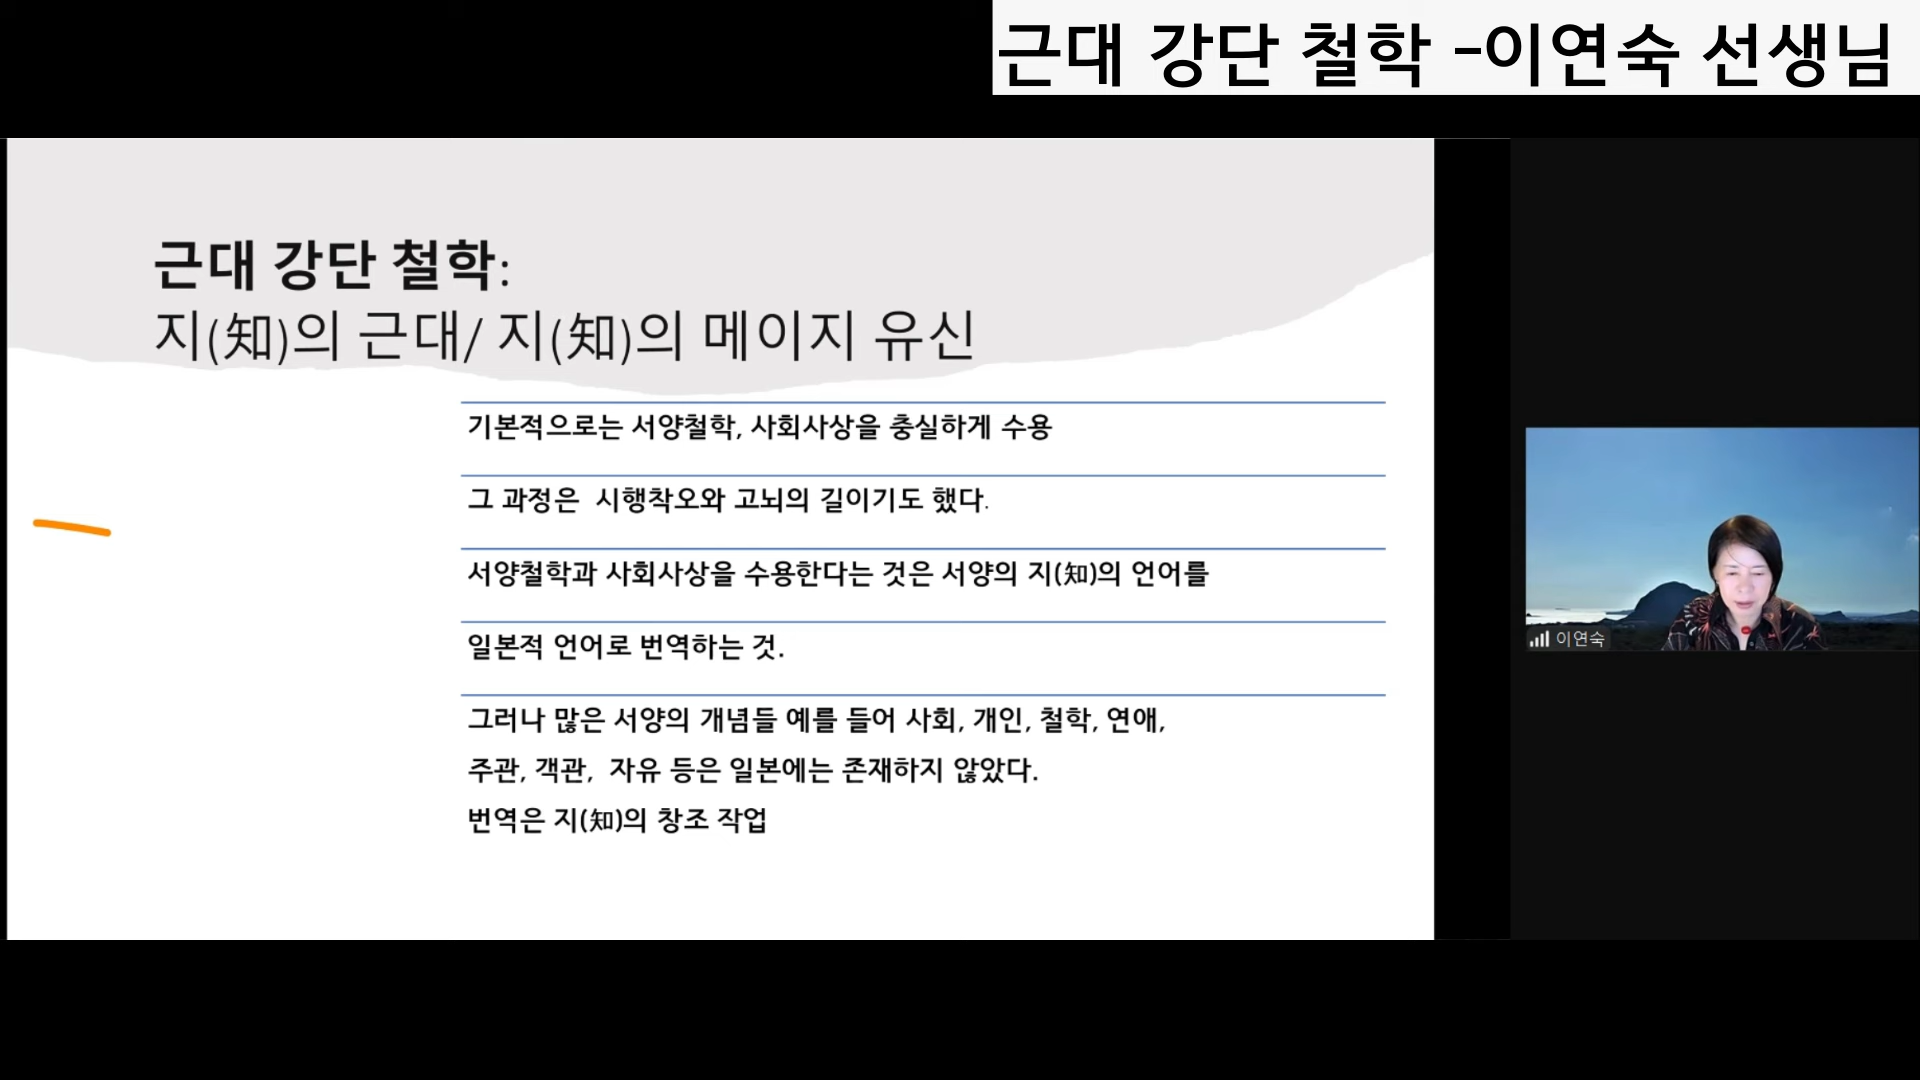 근대 강단 철학 -이연숙 선생님
근대 강단 철학:
지(知)의 근대/ 지(知)의 메이지 유신
기본적으로는 서양철학, 사회사상을 충실하게 수용
그 과정은 시행착오와 고뇌의 길이기도 했다.
서양철학과 사회사상을 수용한다는 것은 서양의 지(知)의 언어를
일본적 언어로 번역하는 것.
그러나 많은 서양의 개념들 예를 들어 사회, 개인, 철학, 연애,
주관, 객관, 자유 등은 일본에는 존재하지 않았다.
번역은 지(知)의 창조 작업
이연숙